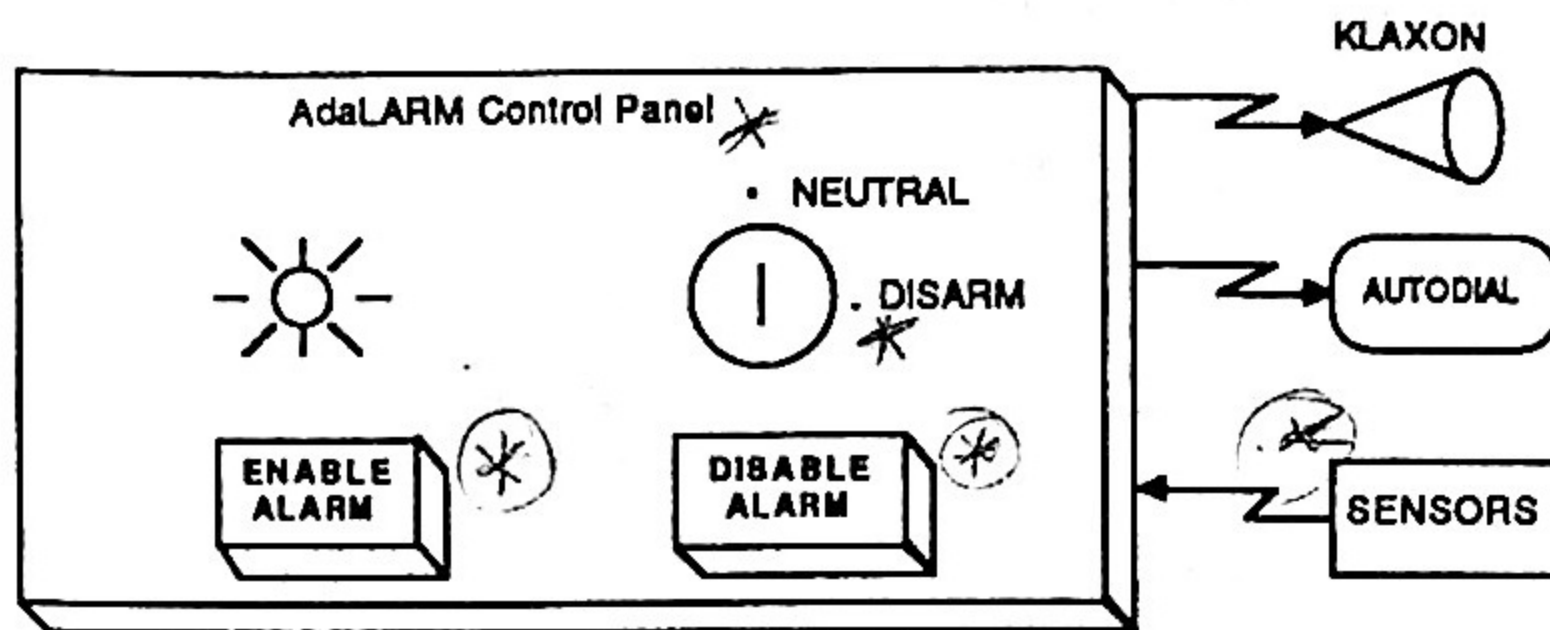 KLAXON
AdaLARM Control Panel
NEUTRAL
DISARM
AUTODIAL
ENABLE
ALARM
DISABLE
ALARM
SENSORS